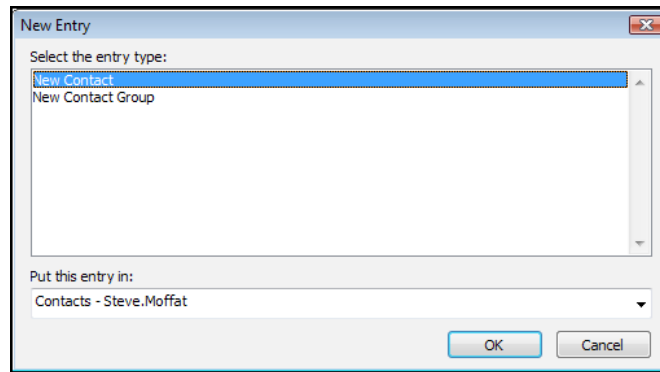 New Entry
Select the entry type:
New Contact
New Contact Group
Put this entry in:
Contacts - Steve.Moffat
OK Cancel